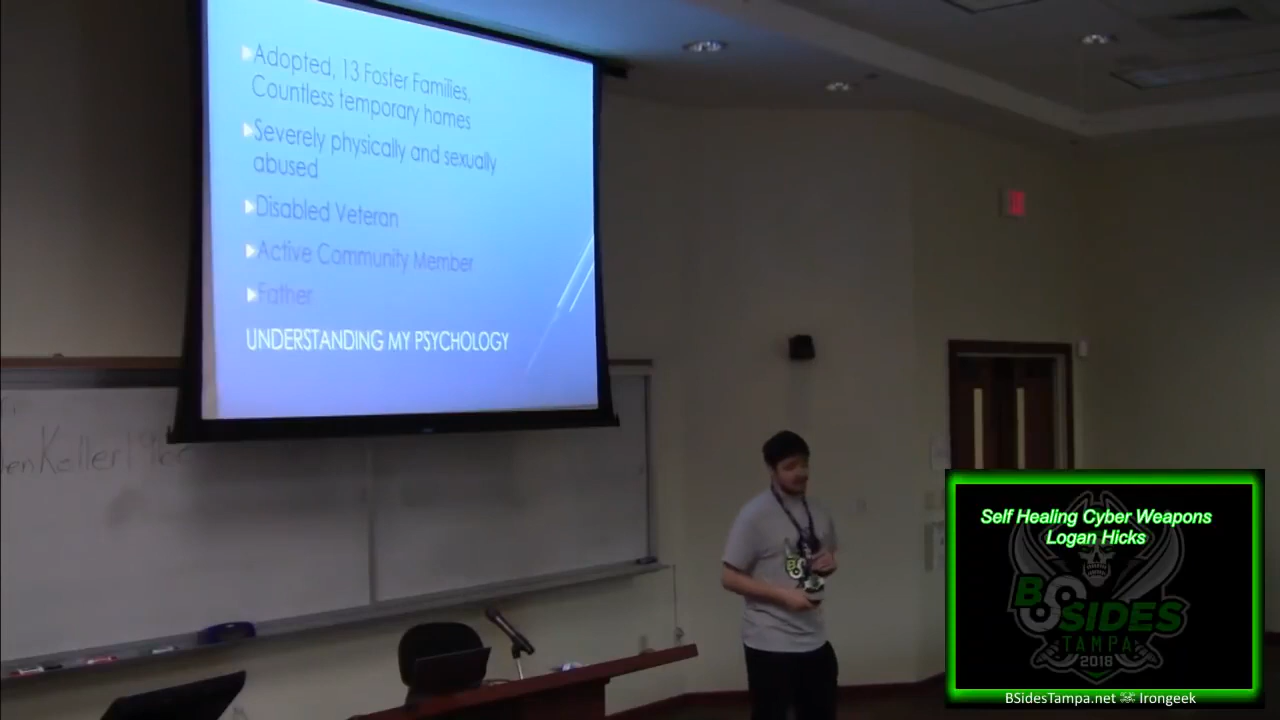 Adopted, 13 Foster Families,
Countless temporary homes
Severely physically and sexually
abused
Disabled Veteran
Active Community Member
Father
UNDERSTANDING MY PSYCHOLOGY
Self Healing Cyber Weapons
Logan Hicks
BSIDES
TAMPA
2018
BSidesTampa.net Irongeek